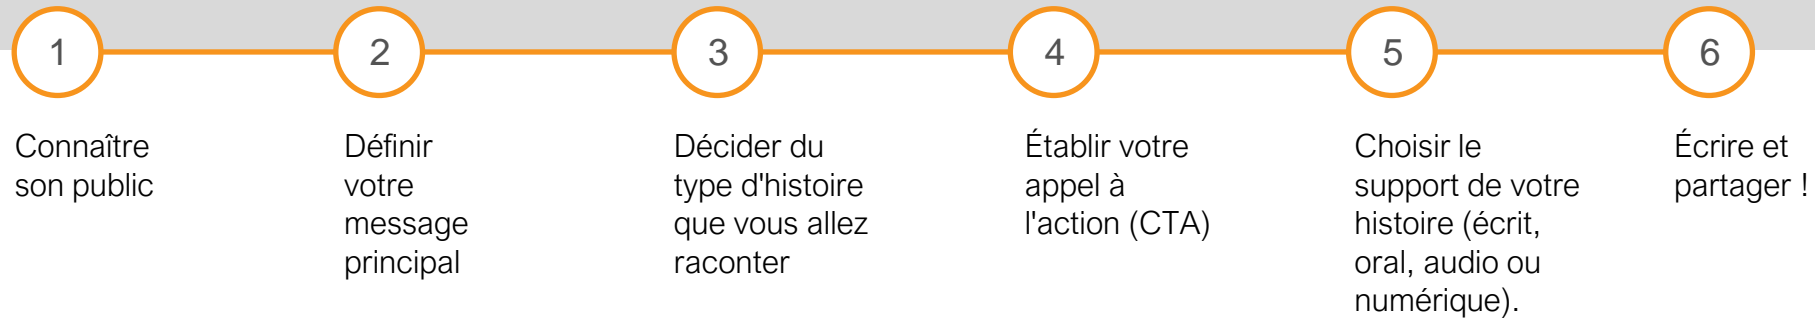 1
2
3
4
5
6
Connaître
son public
Définir
votre
message
principal
Décider du
type d'histoire
que vous allez
raconter
Établir votre
appel à
l'action (CTA)
Choisir le
support de votre
histoire (écrit,
oral, audio ou
numérique).
Écrire et
partager !